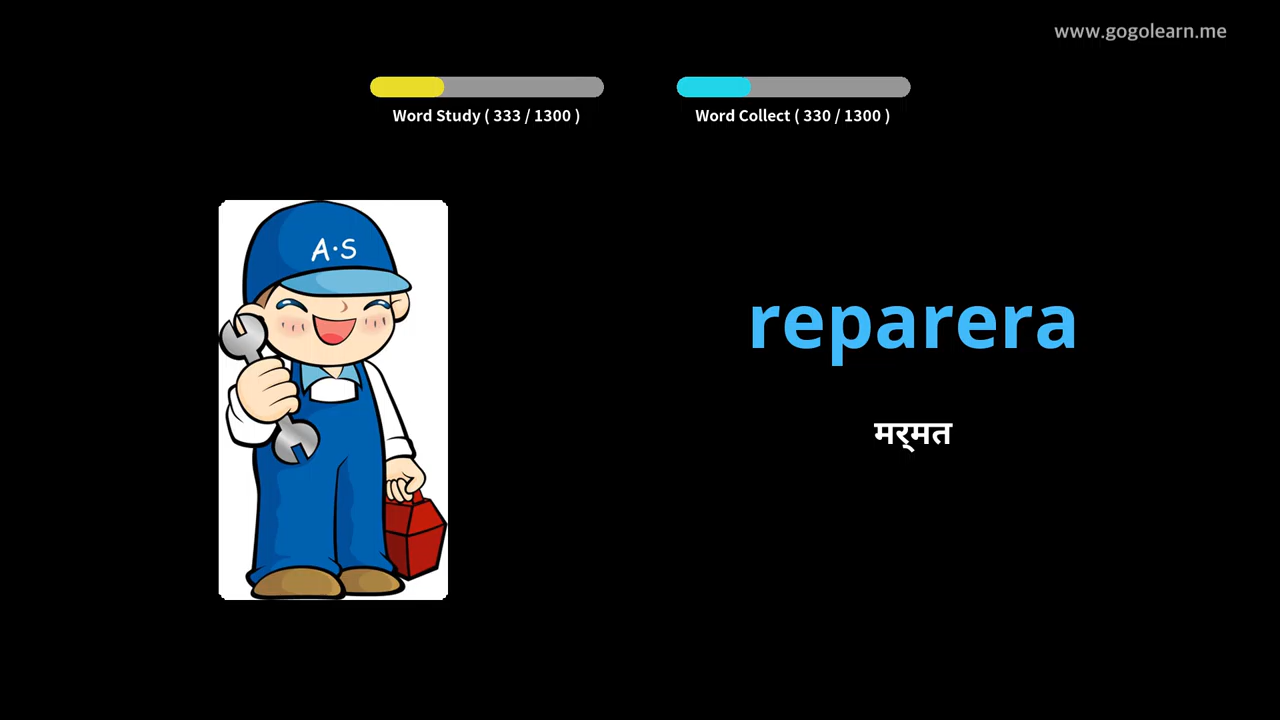 www.gogolearn.me
Word Study ( 333 / 1300 )
Word Collect ( 330 / 1300 )
A·S
reparera
मर्‌मत